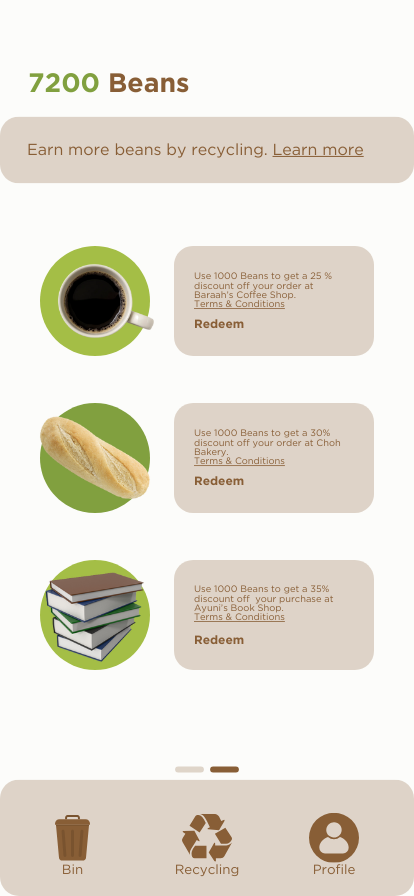 7200 Beans
Earn more beans by recycling. Learn more
Use 1000 Beans to get a 25 %
discount off your order at
Baraah's Coffee Shop.
Terms & Conditions
Redeem
Use 1000 Beans to get a 30%
discount off your order at Choh
Bakery.
Terms & Conditions
Redeem
Use 1000 Beans to get a 35%
discount off  your purchase at
Ayuni's Book Shop.
Terms & Conditions
Redeem
Bin
Recycling
Profile